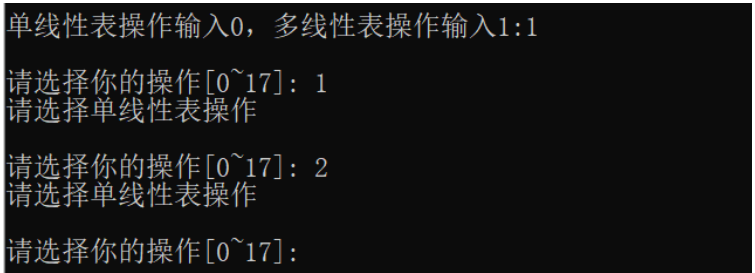 单线性表操作输入0，多线性表操作输入1:1
请选择你的操作[0~17]: 1
请选择单线性表操作
请选择你的操作[0~17]: 2
请选择单线性表操作
请选择你的操作[0~17]: